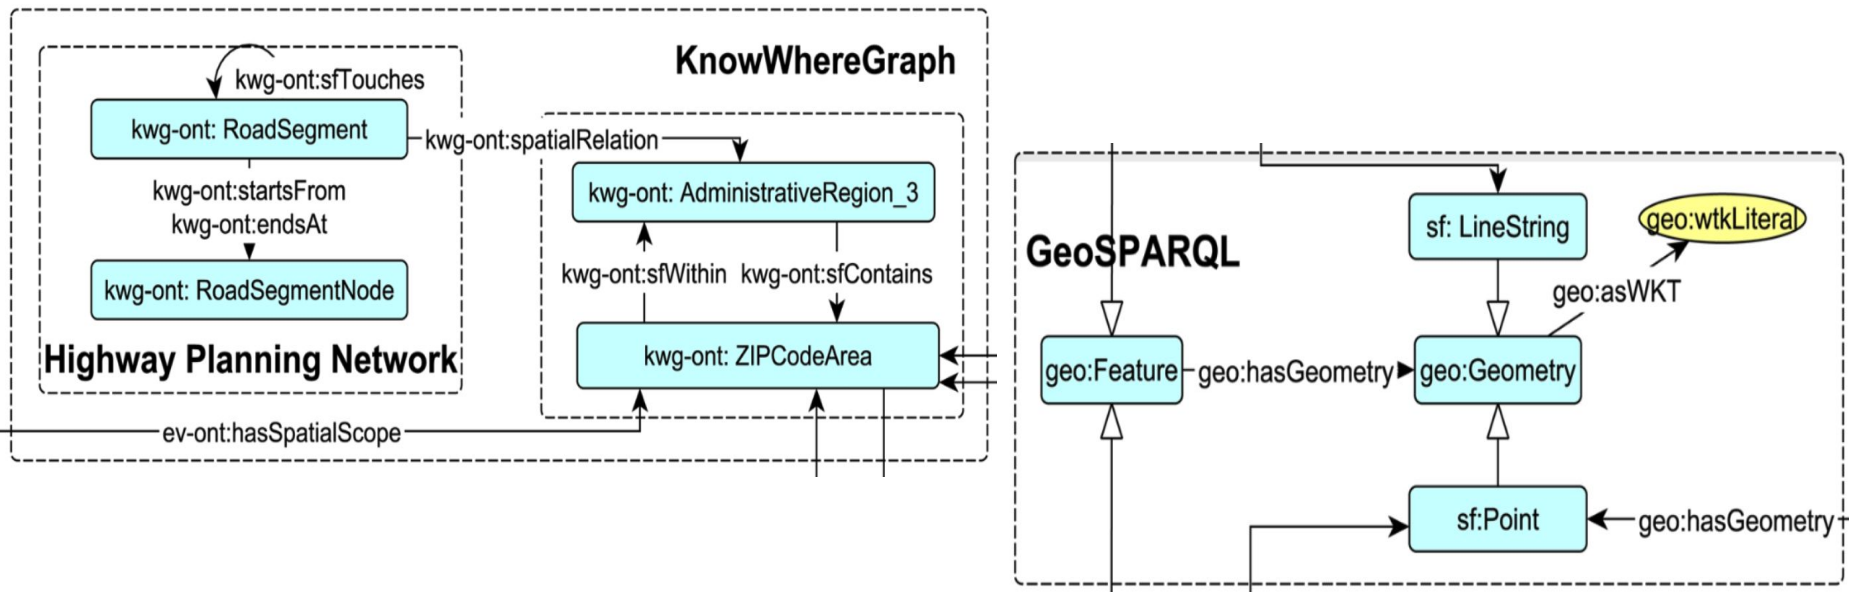 KnowWhereGraph
kwg-ont:sfTouches
kwg-ont: RoadSegment
kwg-ont:spatialRelation
kwg-ont:startsFrom
kwg-ont:endsAt
kwg-ont: RoadSegmentNode
Highway Planning Network
kwg-ont: AdministrativeRegion_3
kwg-ont:sfWithin
kwg-ont:sfContains
kwg-ont: ZIPCodeArea
ev-ont:hasSpatialScope
GeoSPARQL
sf: LineString
geo:wtkLiteral
geo:asWKT
geo:Feature
geo:hasGeometry
geo:Geometry
sf:Point
geo:hasGeometry